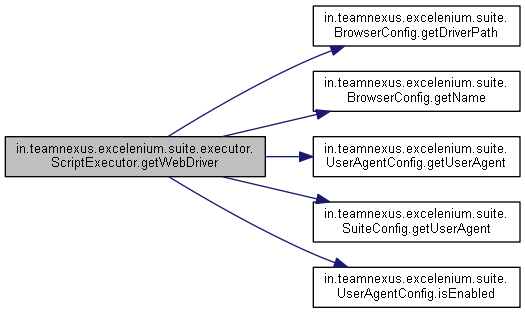 in.teamnexus.excelenium.suite.
BrowserConfig.getDriverPath
in.teamnexus.excelenium.suite.
BrowserConfig.getName
in.teamnexus.excelenium.suite.executor.
ScriptExecutor.getWebDriver
in.teamnexus.excelenium.suite.
UserAgentConfig.getUserAgent
in.teamnexus.excelenium.suite.
SuiteConfig.getUserAgent
in.teamnexus.excelenium.suite.
UserAgentConfig.isEnabled